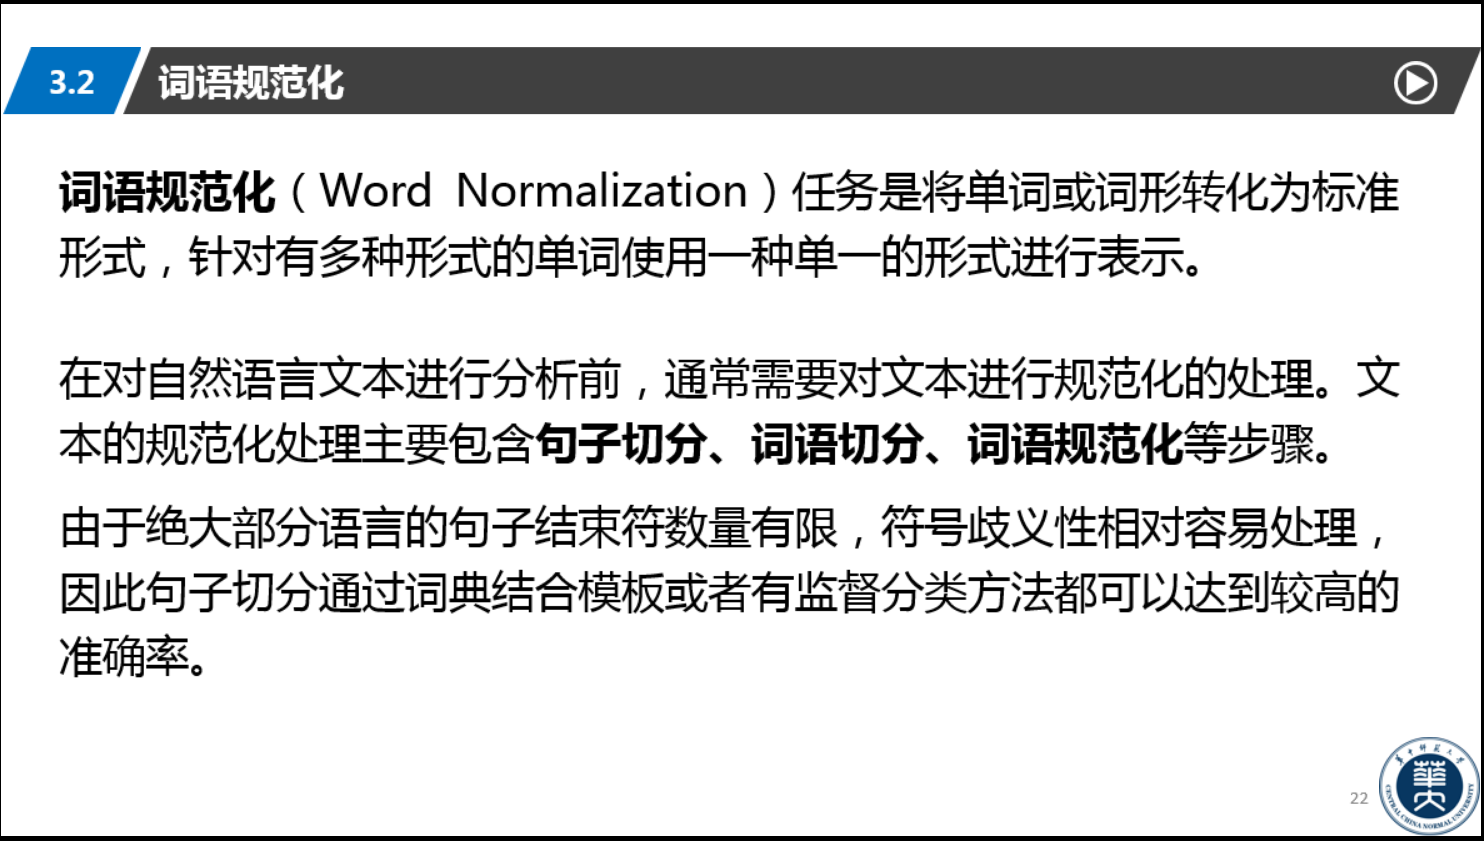 3.2 词语规范化
词语规范化（Word Normalization）任务是将单词或词形转化为标准
形式，针对有多种形式的单词使用一种单一的形式进行表示。
在对自然语言文本进行分析前，通常需要对文本进行规范化的处理。文
本的规范化处理主要包含句子切分、词语切分、词语规范化等步骤。
由于绝大部分语言的句子结束符数量有限，符号歧义性相对容易处理，
因此句子切分通过词典结合模板或者有监督分类方法都可以达到较高的
准确率。
22
华中师范大学
CENTRAL CHINA NORMAL UNIVERSITY